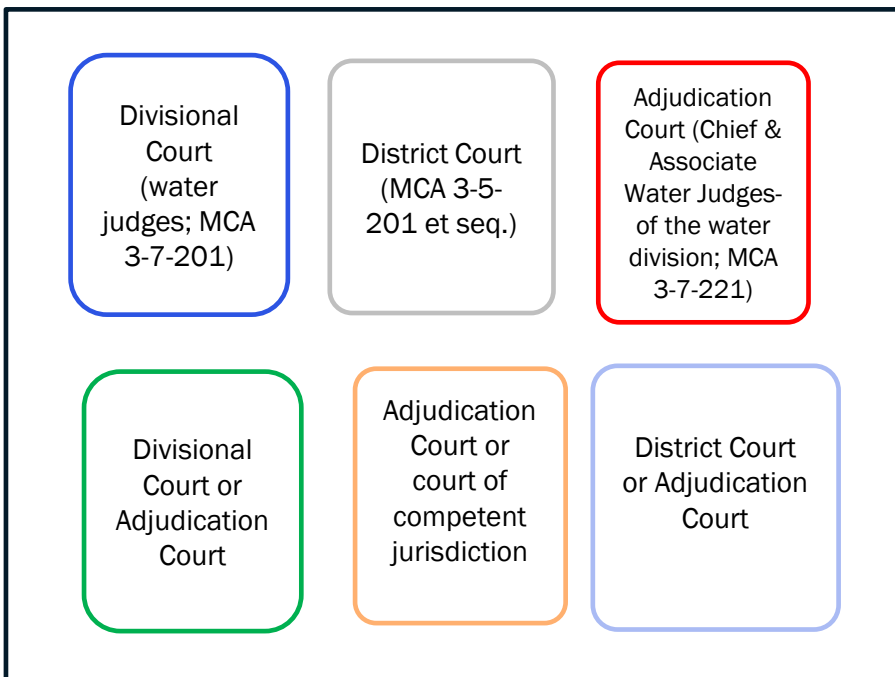 Divisional
Court
(water
judges; MCA
3-7-201)
District Court
(MCA 3-5-
201 et seq.)
Adjudication
Court (Chief &
Associate
Water Judges-
of the water
division; MCA
3-7-221)
Divisional
Court or
Adjudication
Court
Adjudication
Court or
court of
competent
jurisdiction
District Court
or Adjudication
Court